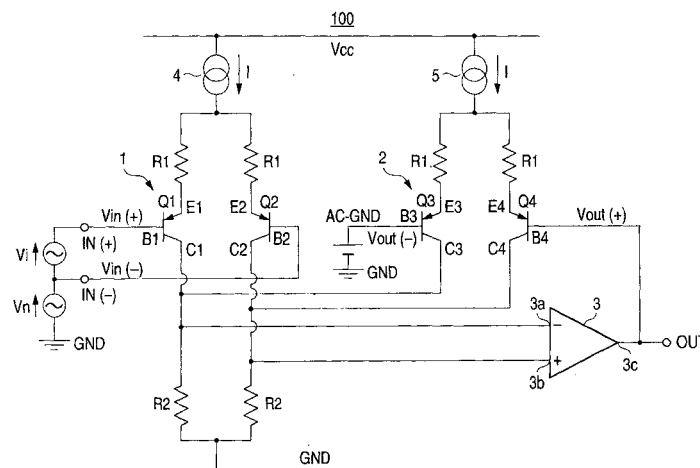 100
Vcc
4
I
5
I
R1
R1
R1
R1
1
2
Q1
E1
E2
Q2
Q3
E3
E4
Q4
Vin (+)
IN (+)
B1
C1
C2
B2
AC-GND
B3
Vout (-)
C3
C4
B4
Vout (+)
Vi
Vin (-)
IN (-)
GND
Vn
GND
3a
3
−
+
3b
3c
OUT
R2
R2
GND